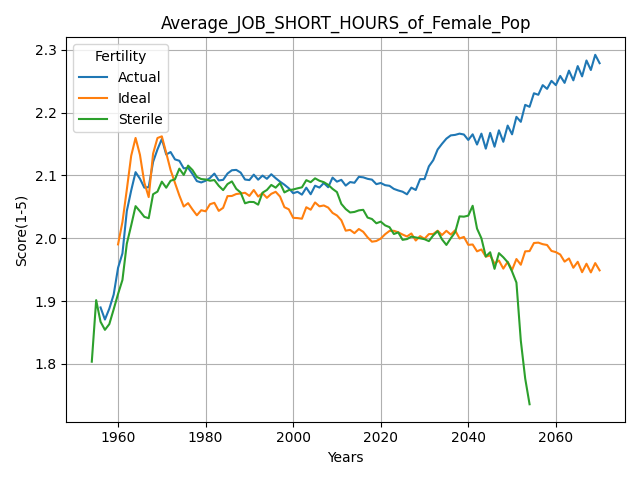 Average_JOB_SHORT_HOURS_of_Female_Pop
Fertility
Actual
Ideal
Sterile
Score(1-5)
2.3
2.2
2.1
2.0
1.9
1.8
1960
1980
2000
2020
2040
2060
Years